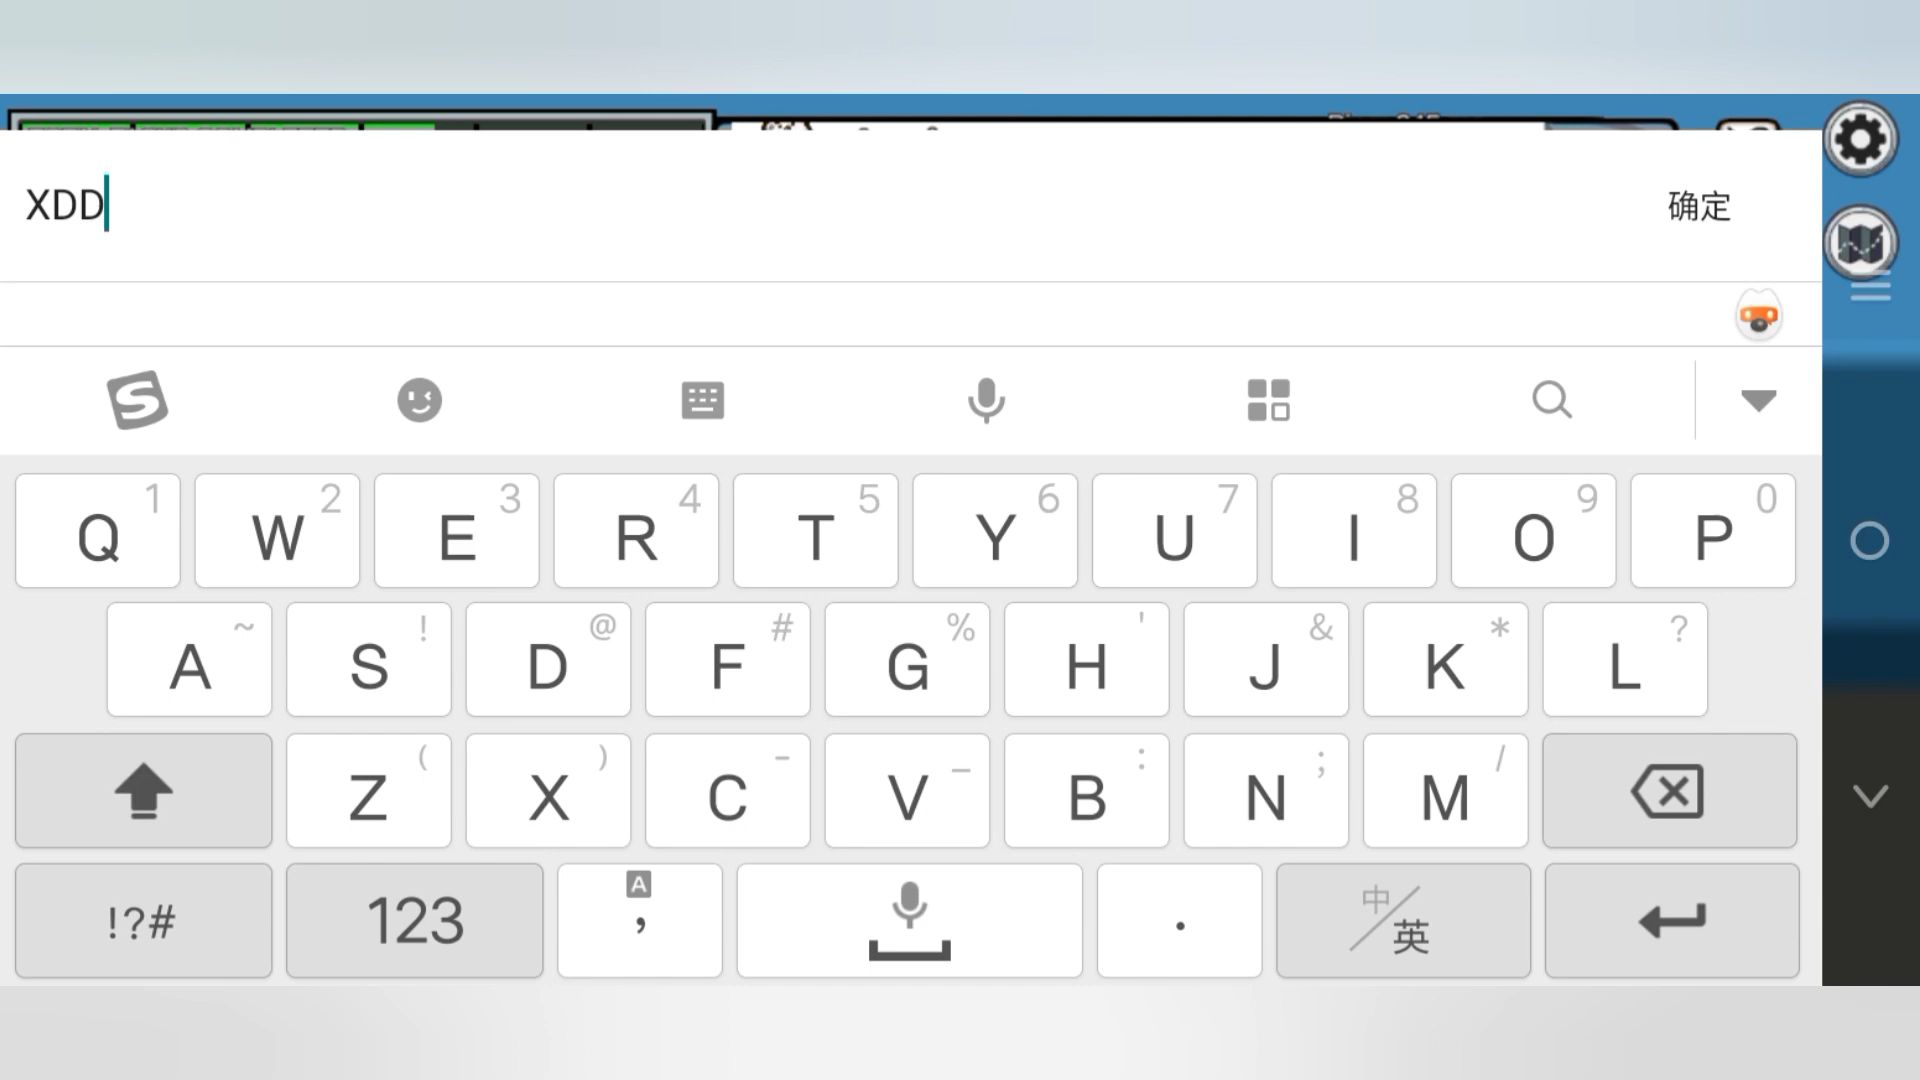 XDD
确定
Q 1 W 2 E 3 R 4 T 5 Y 6 U 7 I 8 O 9 P 0
A ~ S ! D @ F # G % H ' J & K * L ?
Z ( X ) C - V _ B : N ; M /
!?# 123 A , . 中/英